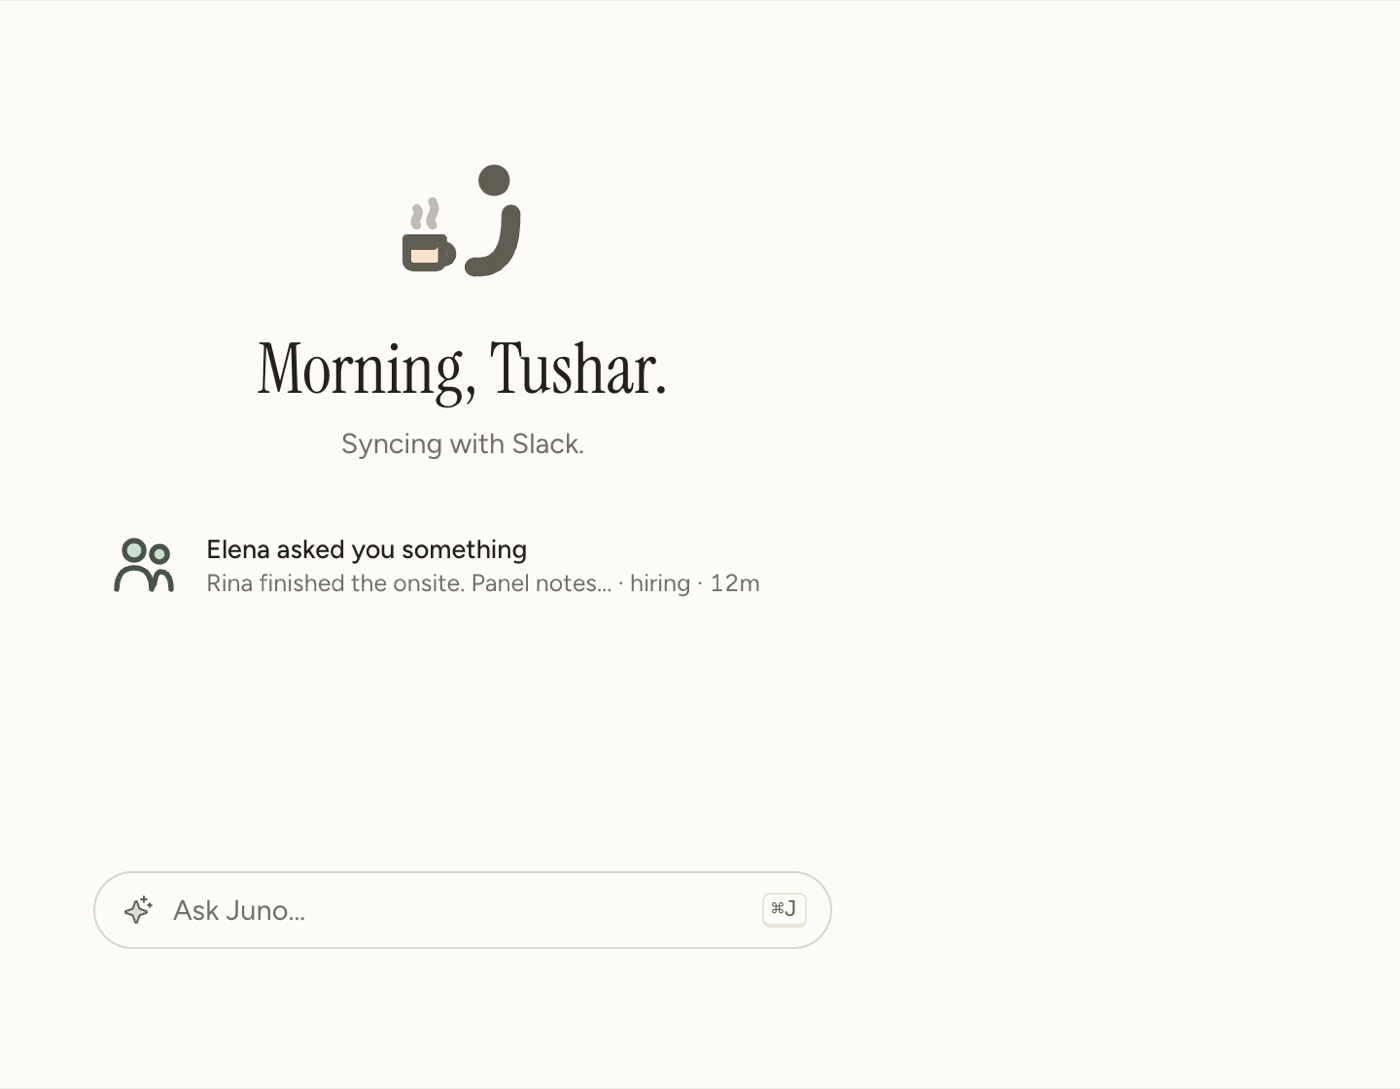 Morning, Tushar.
Syncing with Slack.
Elena asked you something
Rina finished the onsite. Panel notes... · hiring · 12m
Ask Juno...
⌘J